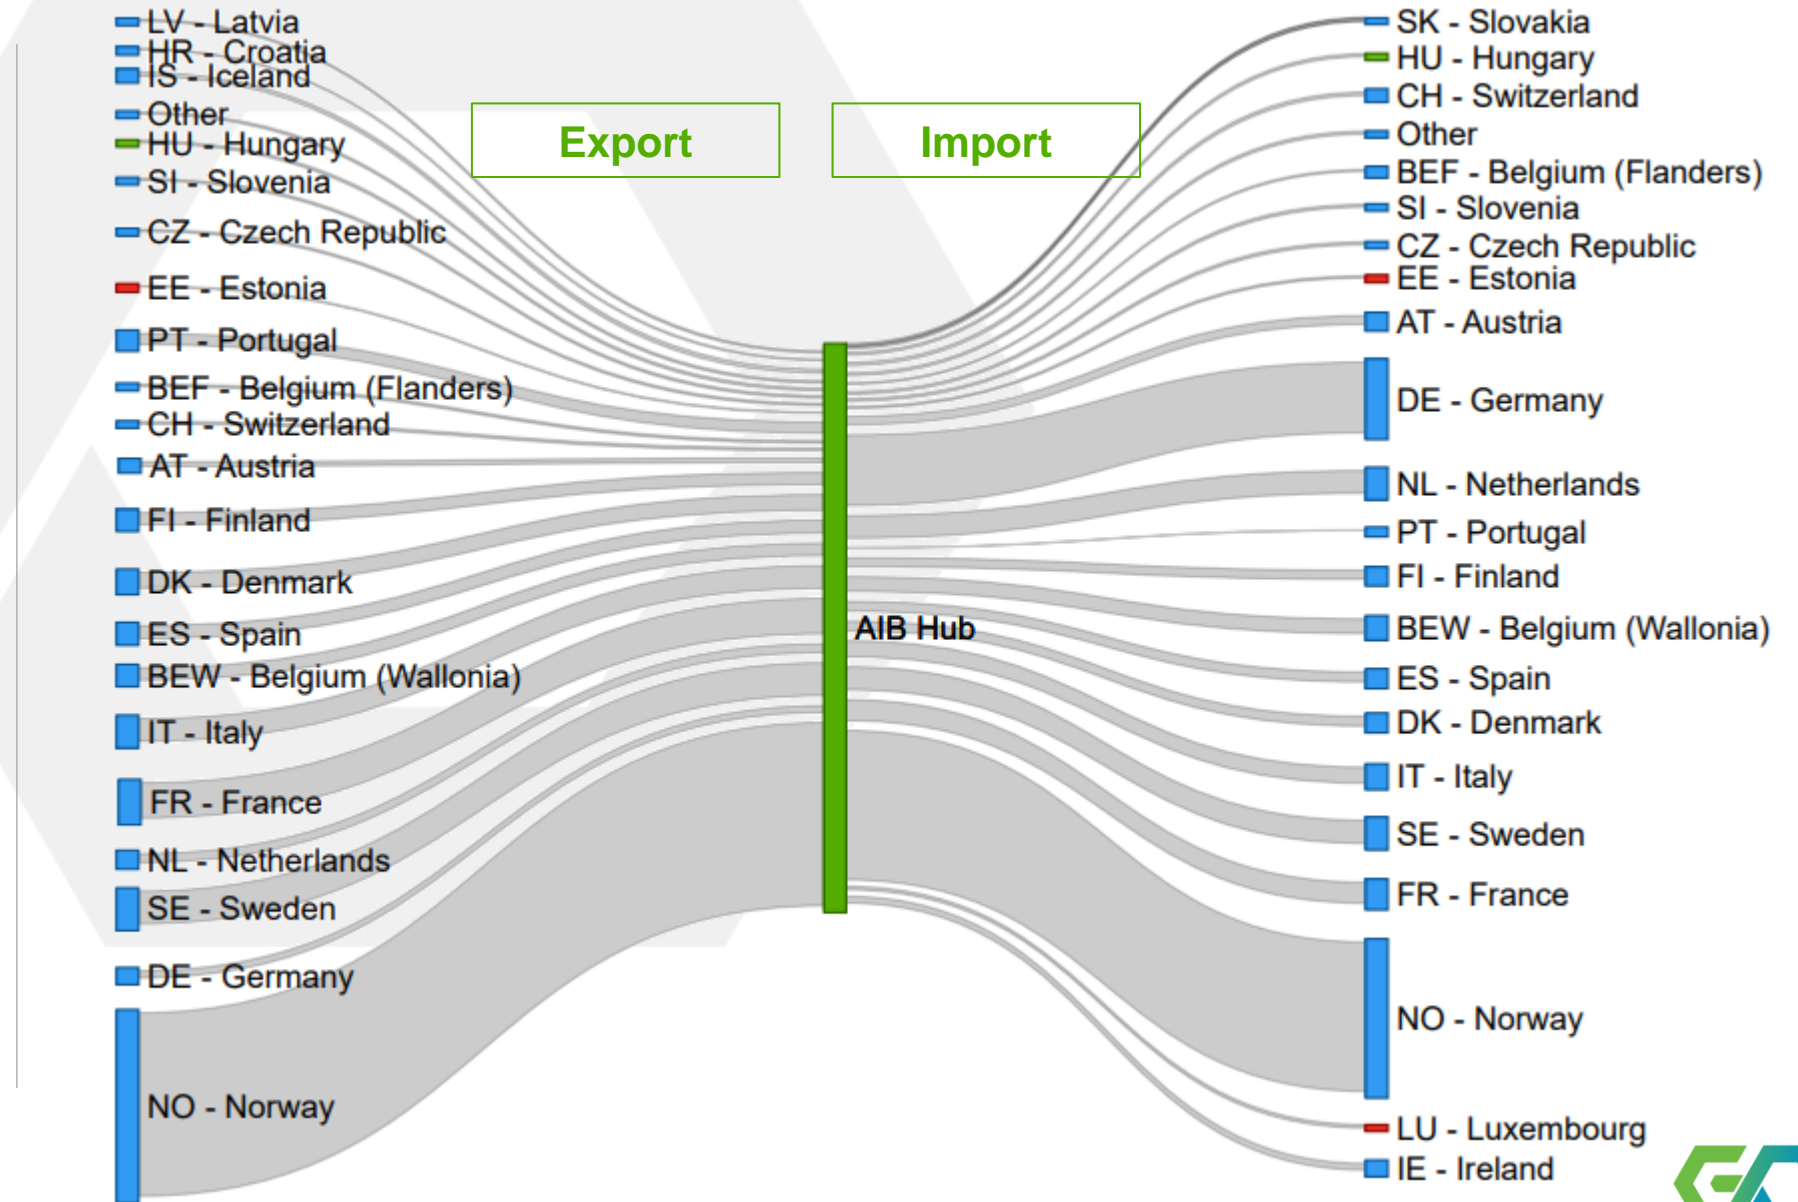 LV - Latvia
HR - Croatia
IS - Iceland
Other
HU - Hungary
SI - Slovenia
CZ - Czech Republic
EE - Estonia
PT - Portugal
BEF - Belgium (Flanders)
CH - Switzerland
AT - Austria
FI - Finland
DK - Denmark
ES - Spain
BEW - Belgium (Wallonia)
IT - Italy
FR - France
NL - Netherlands
SE - Sweden
DE - Germany
NO - Norway
Export
Import
AIB Hub
SK - Slovakia
HU - Hungary
CH - Switzerland
Other
BEF - Belgium (Flanders)
SI - Slovenia
CZ - Czech Republic
EE - Estonia
AT - Austria
DE - Germany
NL - Netherlands
PT - Portugal
FI - Finland
BEW - Belgium (Wallonia)
ES - Spain
DK - Denmark
IT - Italy
SE - Sweden
FR - France
NO - Norway
LU - Luxembourg
IE - Ireland